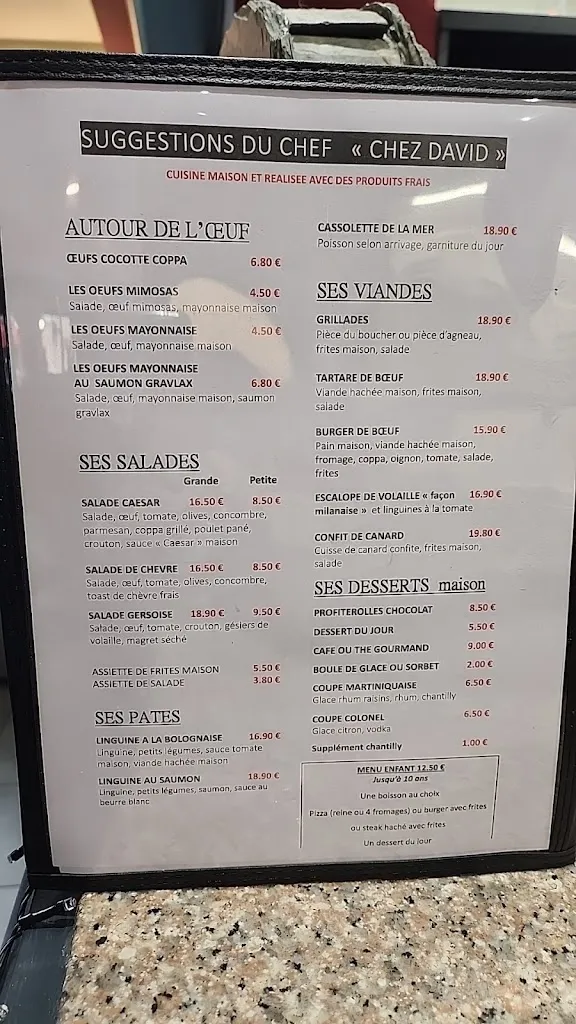 SUGGESTIONS DU CHEF « CHEZ DAVID »
CUISINE MAISON ET REALISEE AVEC DES PRODUITS FRAIS
AUTOUR DE L'ŒUF
ŒUFS COCOTTE COPPA 6.80 €
LES OEUFS MIMOSAS 4.50 €
Salade, œuf mimosas, mayonnaise maison
LES OEUFS MAYONNAISE 4.50 €
Salade, œuf, mayonnaise maison
LES OEUFS MAYONNAISE
AU SAUMON GRAVLAX 6.80 €
Salade, œuf, mayonnaise maison, saumon
gravlax
SES SALADES
Grande Petite
SALADE CAESAR 16.50 € 8.50 €
Salade, œuf, tomate, olives, concombre,
parmesan, coppa grillé, poulet pané,
crouton, sauce « Caesar » maison
SALADE DE CHEVRE 16.50 € 8.50 €
Salade, œuf, tomate, olives, concombre,
toast de chèvre frais
SALADE GERSOISE 18.90 € 9.50 €
Salade, œuf, tomate, crouton, gésiers de
volaille, magret séché
ASSIETTE DE FRITES MAISON 5.50 €
ASSIETTE DE SALADE 3.80 €
SES PATES
LINGUINE A LA BOLOGNAISE 16.90 €
Linguine, petits légumes, sauce tomate
maison, viande hachée maison
LINGUINE AU SAUMON 18.90 €
Linguine, petits légumes, saumon, sauce au
beurre blanc
CASSOLETTE DE LA MER 18.90 €
Poisson selon arrivage, garniture du jour
SES VIANDES
GRILLADES 18.90 €
Pièce du boucher ou pièce d'agneau,
frites maison, salade
TARTARE DE BŒUF 18.90 €
Viande hachée maison, frites maison,
salade
BURGER DE BŒUF 15.90 €
Pain maison, viande hachée maison,
fromage, coppa, oignon, tomate, salade,
frites
ESCALOPE DE VOLAILLE « façon 16.90 €
milanaise » et linguines à la tomate
CONFIT DE CANARD 19.80 €
Cuisse de canard confite, frites maison,
salade
SES DESSERTS maison
PROFITEROLLES CHOCOLAT 8.50 €
DESSERT DU JOUR 5.50 €
CAFE OU THE GOURMAND 9.00 €
BOULE DE GLACE OU SORBET 2.00 €
COUPE MARTINIQUAISE 6.50 €
Glace rhum raisins, rhum, chantilly
COUPE COLONEL 6.50 €
Glace citron, vodka
Supplément chantilly 1.00 €
MENU ENFANT 12.50 €
Jusqu'à 10 ans
Une boisson au choix
Pizza (reine ou 4 fromages) ou burger avec frites
ou steak haché avec frites
Un dessert du jour